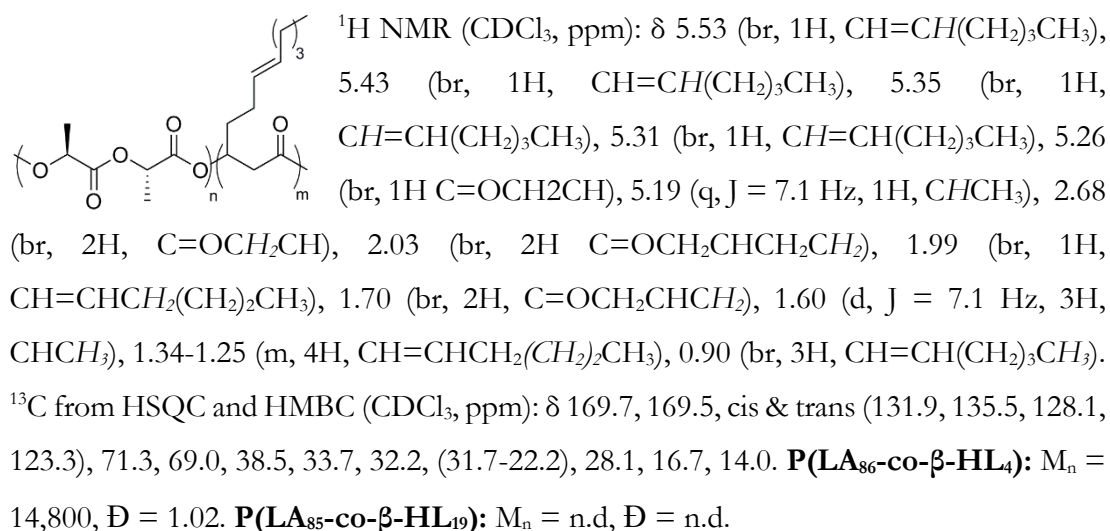 ¹H NMR (CDCl₃, ppm): δ 5.53 (br, 1H, CH=CH(CH₂)₃CH₃),
5.43 (br, 1H, CH=CH(CH₂)₃CH₃), 5.35 (br, 1H,
CH=CH(CH₂)₃CH₃), 5.31 (br, 1H, CH=CH(CH₂)₃CH₃), 5.26
(br, 1H C=OCH2CH), 5.19 (q, J = 7.1 Hz, 1H, CHCH₃), 2.68
(br, 2H, C=OCH₂CH), 2.03 (br, 2H C=OCH₂CHCH₂CH₂), 1.99 (br, 1H,
CH=CHCH₂(CH₂)₂CH₃), 1.70 (br, 2H, C=OCH₂CHCH₂), 1.60 (d, J = 7.1 Hz, 3H,
CHCH₃), 1.34-1.25 (m, 4H, CH=CHCH₂(CH₂)₂CH₃), 0.90 (br, 3H, CH=CH(CH₂)₃CH₃).
¹³C from HSQC and HMBC (CDCl₃, ppm): δ 169.7, 169.5, cis & trans (131.9, 135.5, 128.1,
123.3), 71.3, 69.0, 38.5, 33.7, 32.2, (31.7-22.2), 28.1, 16.7, 14.0. P(LA₈₆-co-β-HL₄): Mₙ =
14,800, Đ = 1.02. P(LA₈₅-co-β-HL₁₉): Mₙ = n.d, Đ = n.d.
( )3
O
O
O
O
O
O
n
m